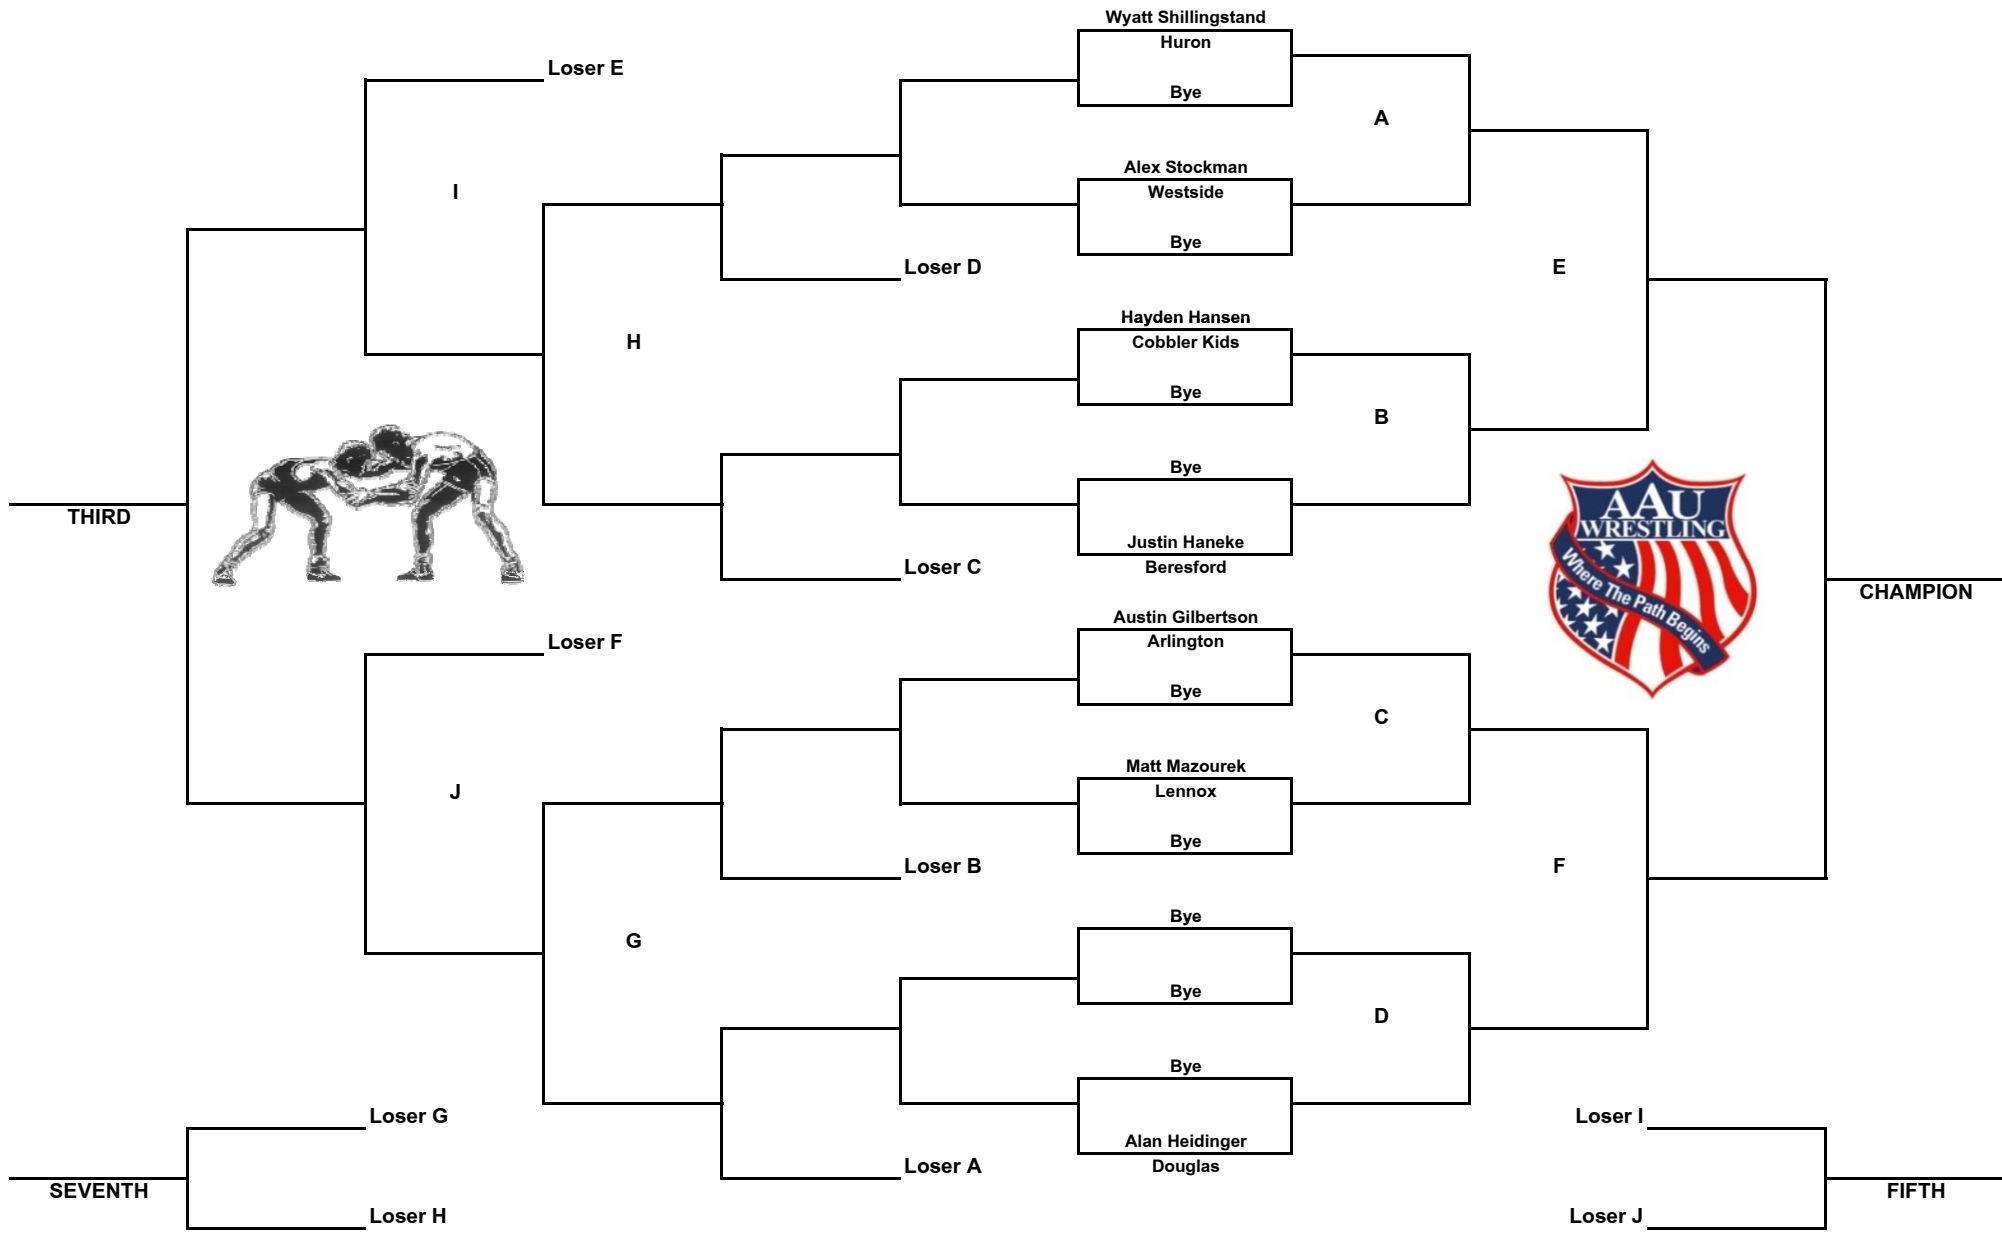 Wyatt Shillingstand
Huron
Loser E
Bye
A
Alex Stockman
I
Westside
Bye
Loser D
E
Hayden Hansen
H
Cobbler Kids
Bye
B
Bye
AAU
WRESTLING
THIRD
Justin Haneke
Where The Path Begins
Loser C
Beresford
CHAMPION
Austin Gilbertson
Loser F
Arlington
Bye
C
Matt Mazourek
J
Lennox
Bye
Loser B
F
Bye
G
Bye
D
Bye
Loser G
Loser I
Alan Heidinger
Loser A
Douglas
SEVENTH
FIFTH
Loser H
Loser J